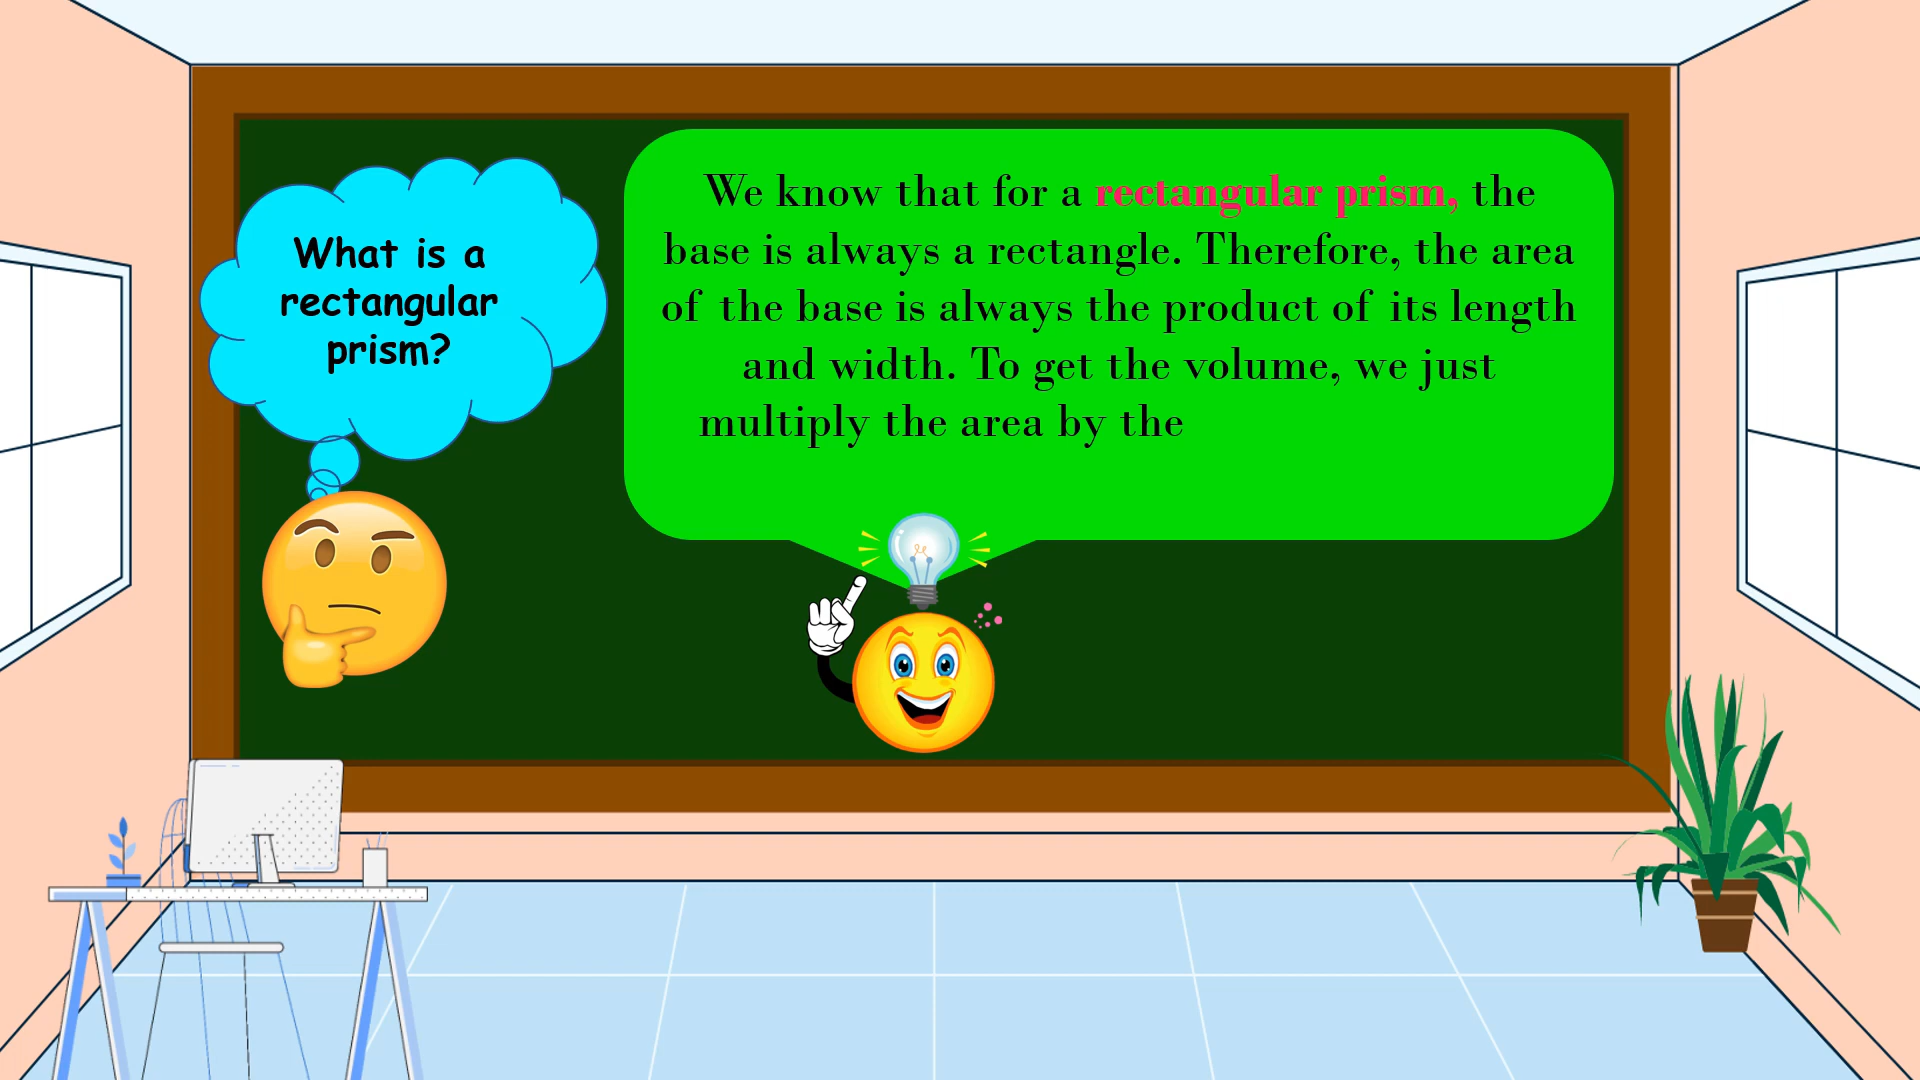 What is a
rectangular
prism?
We know that for a rectangular prism, the
base is always a rectangle. Therefore, the area
of the base is always the product of its length
and width. To get the volume, we just
multiply the area by the